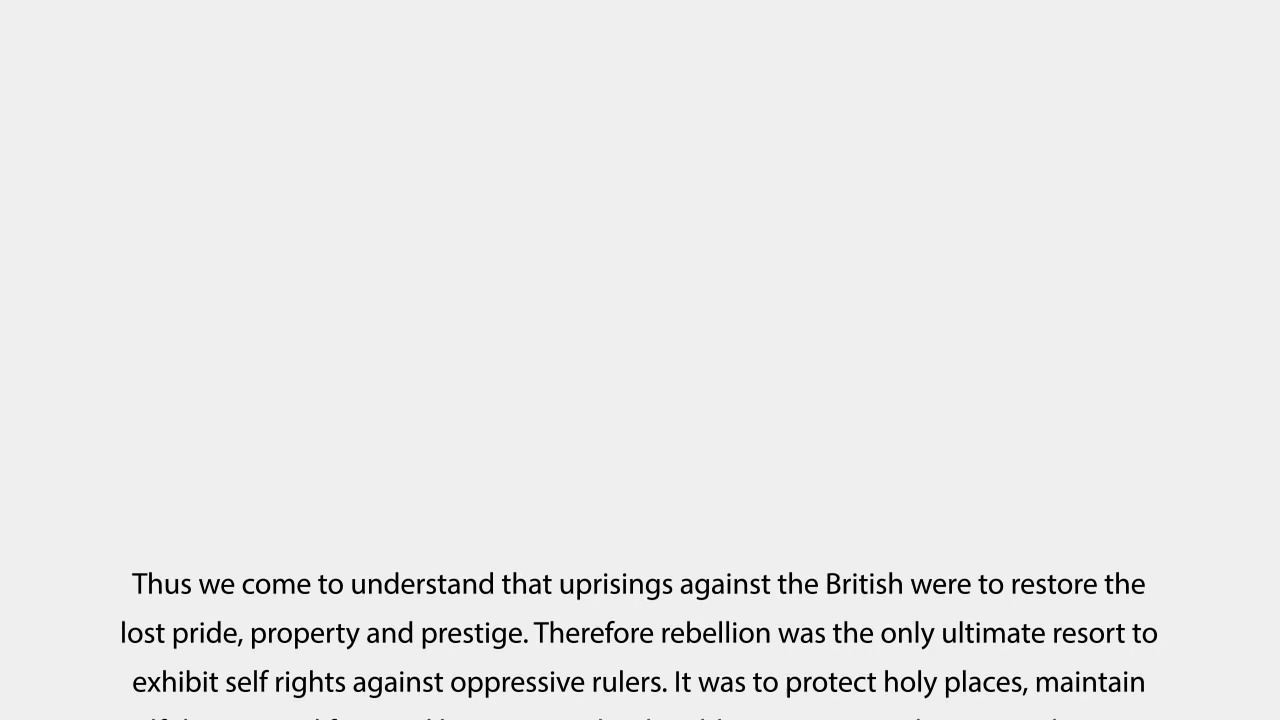 Thus we come to understand that uprisings against the British were to restore the
lost pride, property and prestige. Therefore rebellion was the only ultimate resort to
exhibit self rights against oppressive rulers. It was to protect holy places, maintain